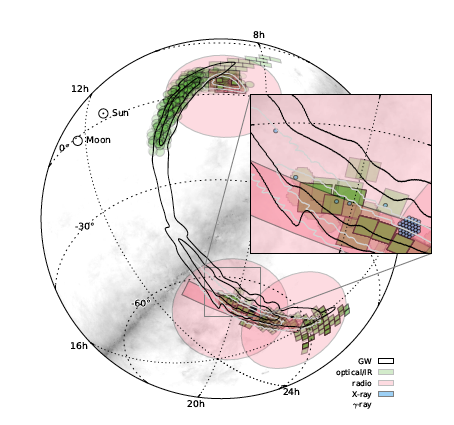 8h
12h
Sun
Moon
0°
-30°
-60°
16h
20h
24h
GW
optical/IR
radio
X-ray
γ-ray